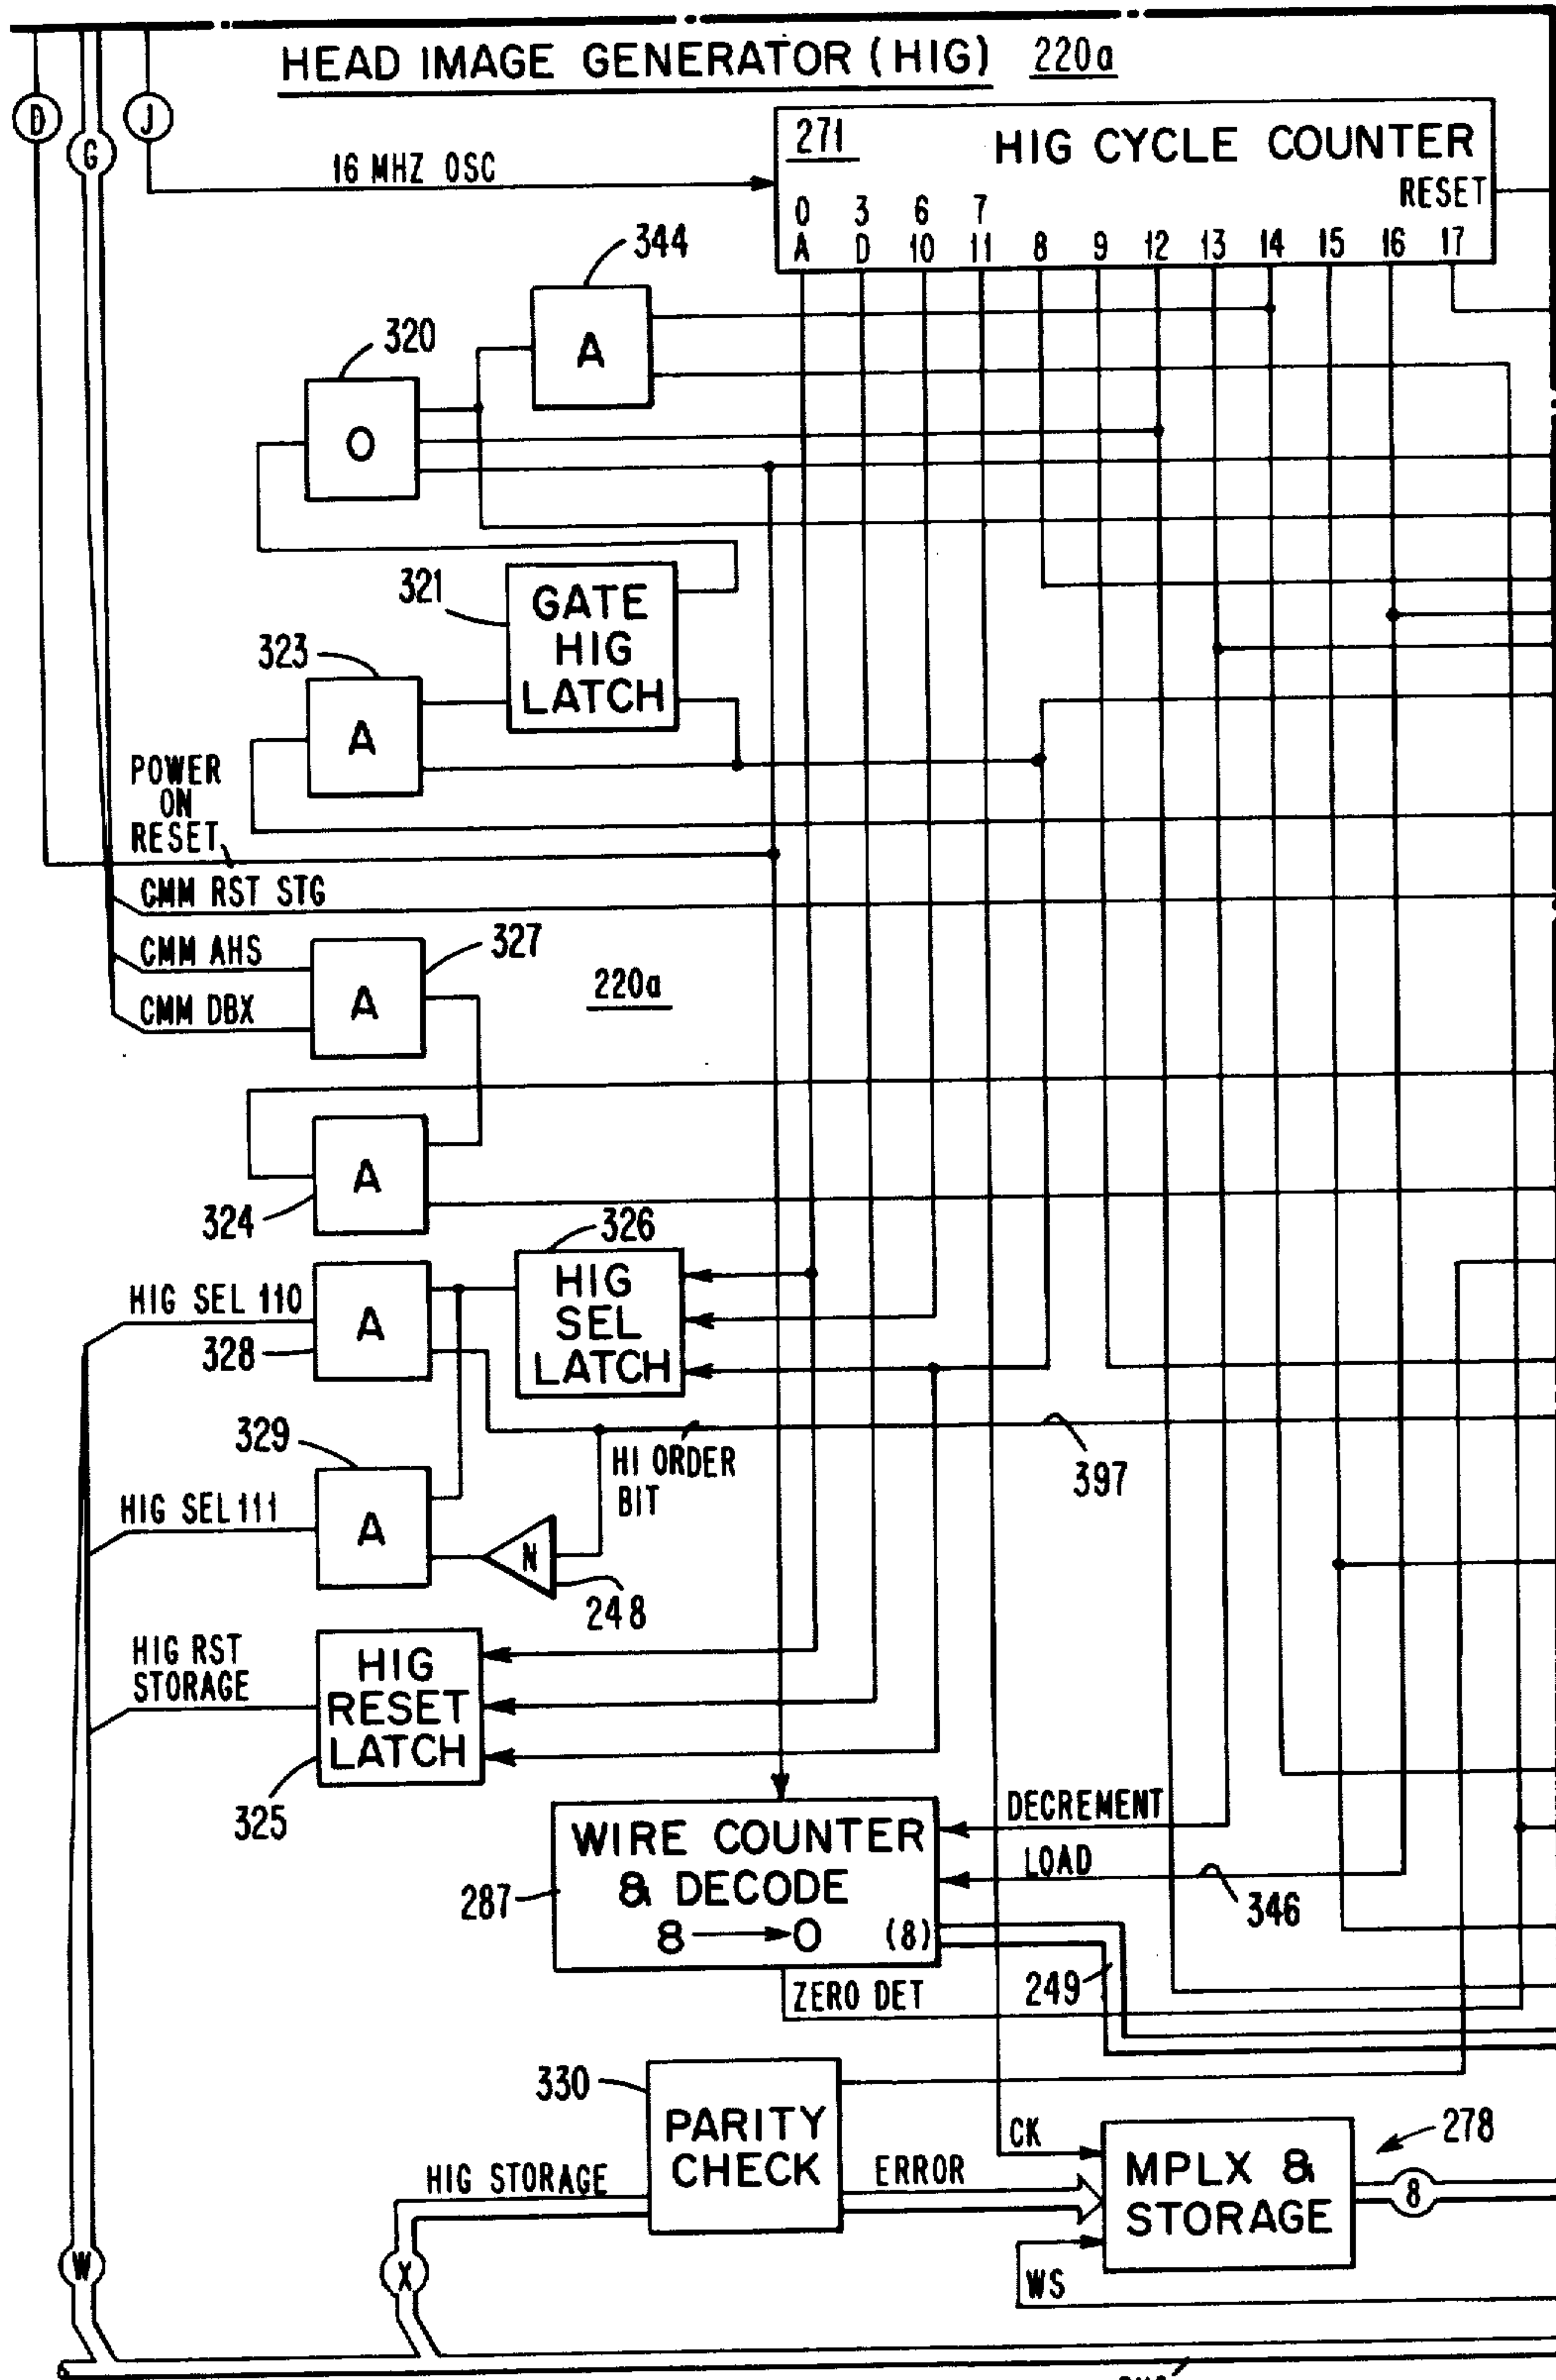 HEAD IMAGE GENERATOR (HIG) 220a
D
G
J
271
HIG CYCLE COUNTER
16 MHZ OSC
RESET
0 3 6 7
A D 10 11 8 9 12 13 14 15 16 17
344
A
320
O
321
GATE
HIG
LATCH
323
A
POWER
ON
RESET
CMM RST STG
CMM AHS
327
A
CMM DBX
220a
A
324
326
HIG
SEL
LATCH
HIG SEL 110
A
328
329
HI ORDER
BIT
397
HIG SEL 111
A
N
248
HIG RST
STORAGE
HIG
RESET
LATCH
325
DECREMENT
WIRE COUNTER
& DECODE
8 → 0 (8)
287
LOAD
346
249
ZERO DET
330
PARITY
CHECK
CK
278
MPLX &
STORAGE
8
HIG STORAGE
ERROR
W
X
WS